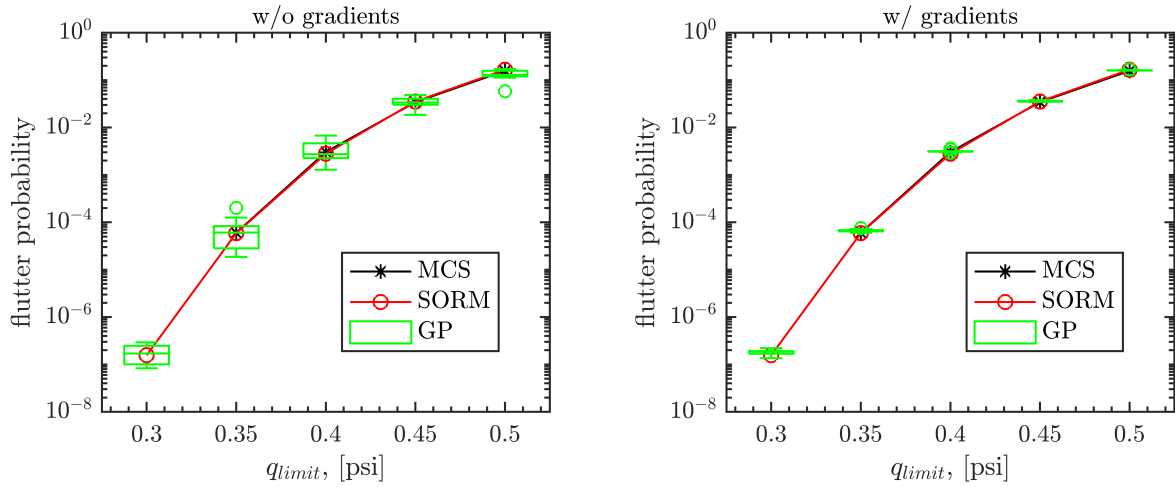 w/o gradients
10^0
10^−2
10^−4
10^−6
10^−8
flutter probability
MCS
SORM
GP
0.3 0.35 0.4 0.45 0.5
q_limit, [psi]
w/ gradients
10^0
10^−2
10^−4
10^−6
10^−8
flutter probability
MCS
SORM
GP
0.3 0.35 0.4 0.45 0.5
q_limit, [psi]